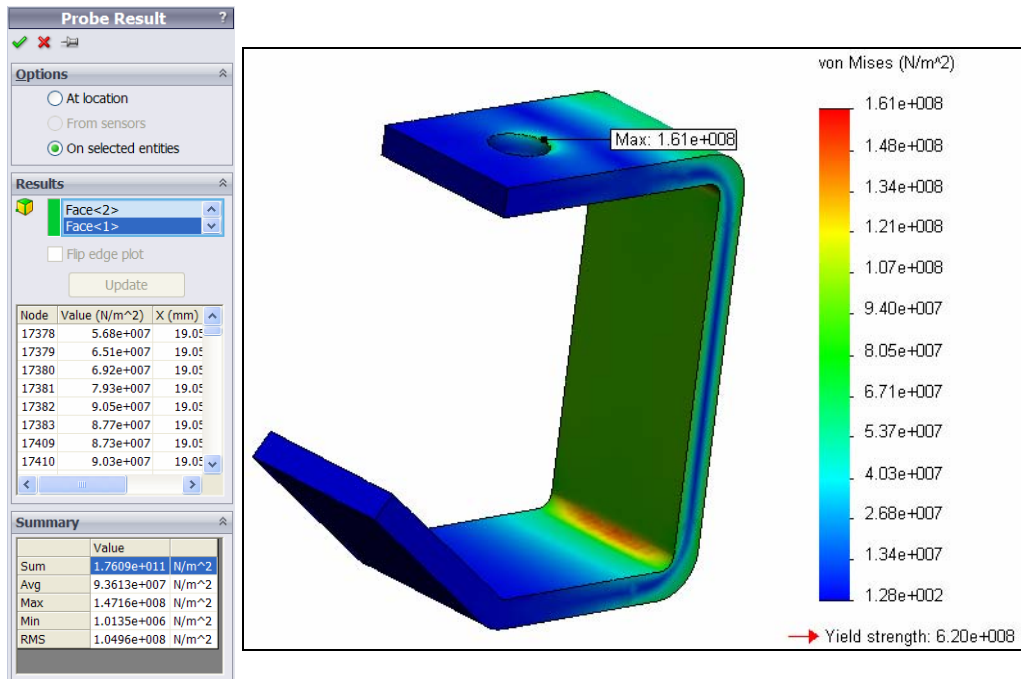 Probe Result ?
Options
At location
From sensors
On selected entities
Results
Face<2>
Face<1>
Flip edge plot
Update
Node Value (N/m^2) X (mm)
17378 5.68e+007 19.05
17379 6.51e+007 19.05
17380 6.92e+007 19.05
17381 7.93e+007 19.05
17382 9.05e+007 19.05
17383 8.77e+007 19.05
17409 8.73e+007 19.05
17410 9.03e+007 19.05
Summary
Value
Sum 1.7609e+011 N/m^2
Avg 9.3613e+007 N/m^2
Max 1.4716e+008 N/m^2
Min 1.0135e+006 N/m^2
RMS 1.0496e+008 N/m^2
Max: 1.61e+008
von Mises (N/m^2)
1.61e+008
1.48e+008
1.34e+008
1.21e+008
1.07e+008
9.40e+007
8.05e+007
6.71e+007
5.37e+007
4.03e+007
2.68e+007
1.34e+007
1.28e+002
Yield strength: 6.20e+008